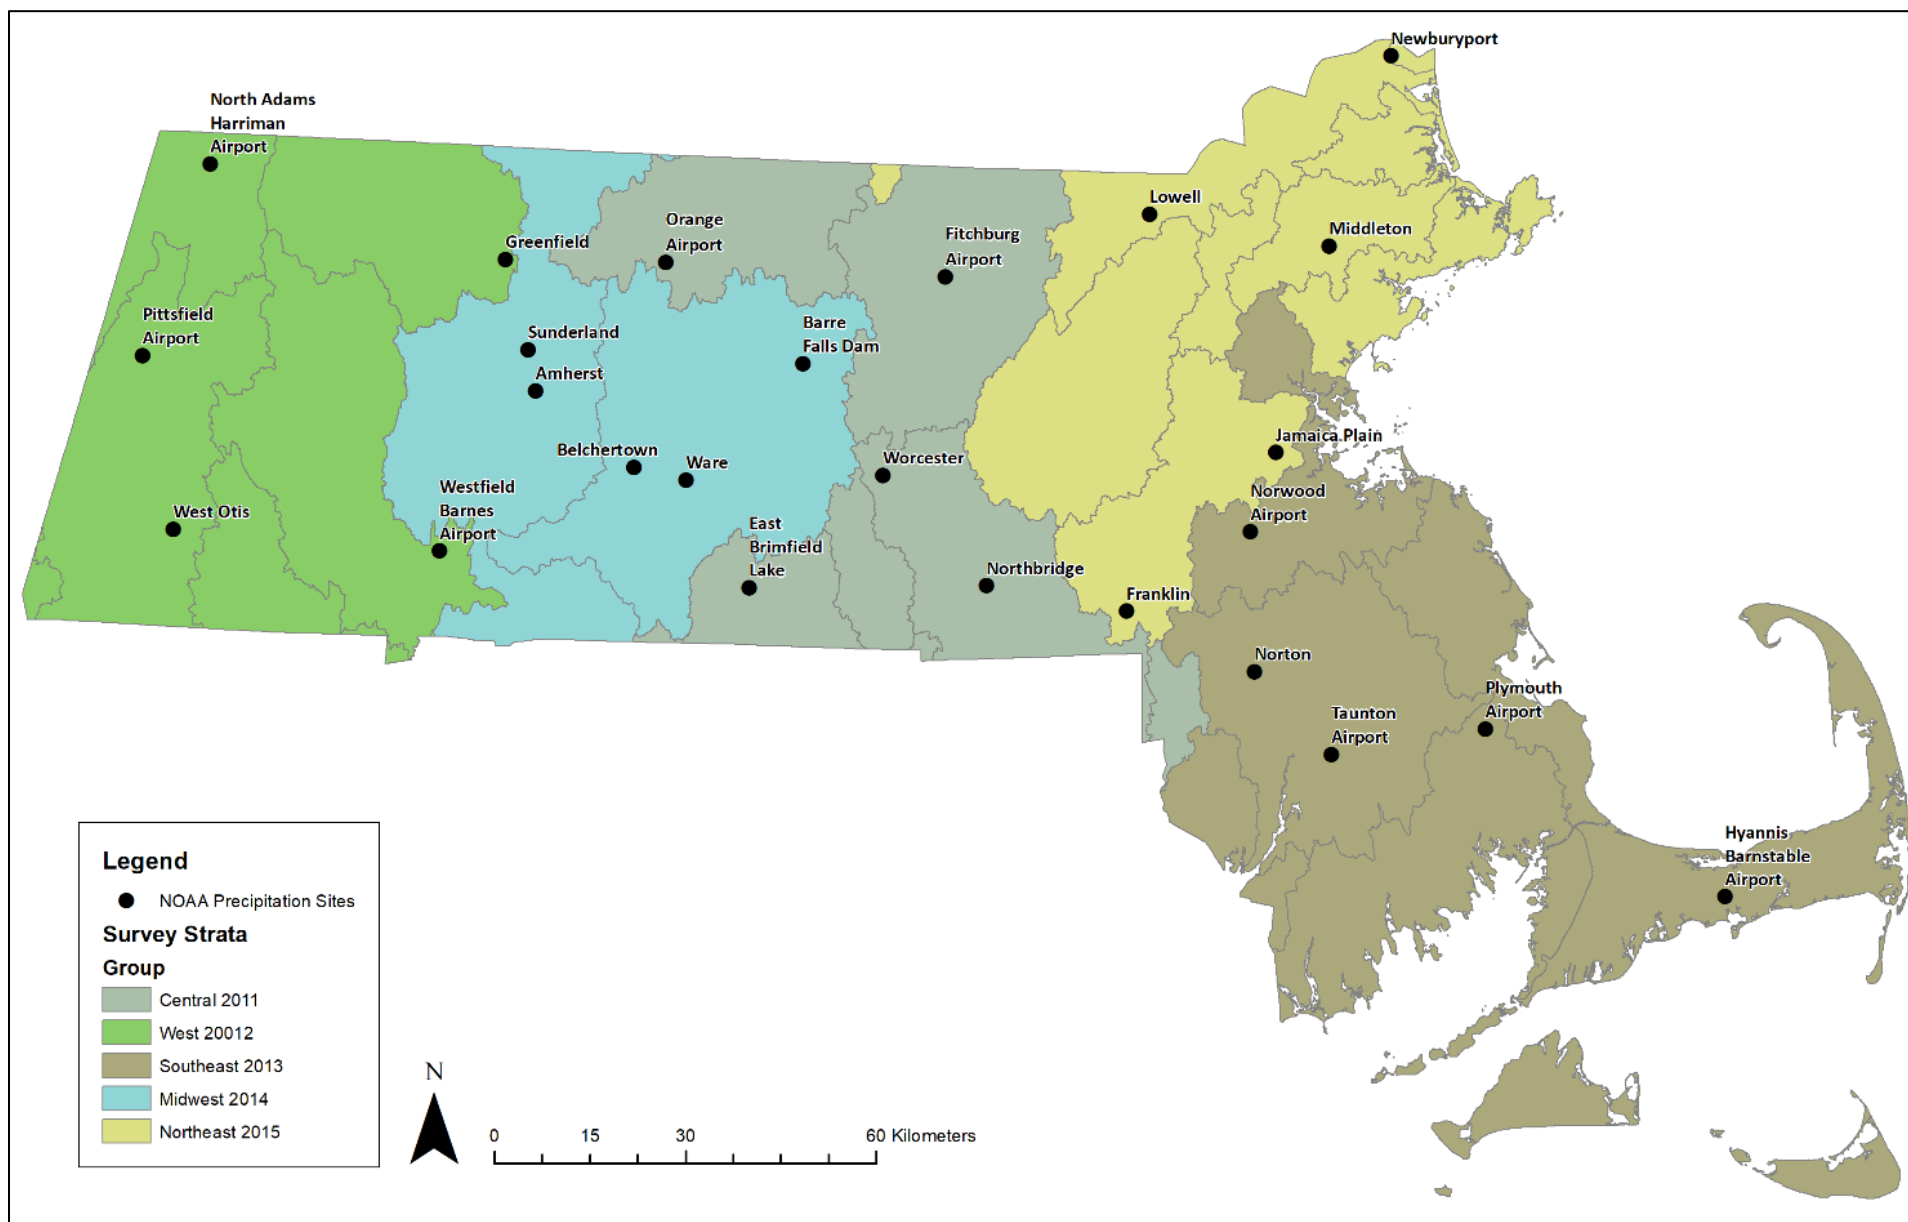 Newburyport
North Adams
Harriman
Airport
Lowell
Orange
Airport
Greenfield
Fitchburg
Airport
Middleton
Pittsfield
Airport
Sunderland
Barre
Falls Dam
Amherst
Jamaica Plain
Belchertown
Ware
Worcester
Westfield
Barnes
Airport
Norwood
Airport
West Otis
East
Brimfield
Lake
Northbridge
Franklin
Norton
Plymouth
Airport
Taunton
Airport
Hyannis
Barnstable
Airport
Legend
NOAA Precipitation Sites
Survey Strata
Group
Central 2011
West 20012
Southeast 2013
Midwest 2014
Northeast 2015
N
0 15 30 60 Kilometers